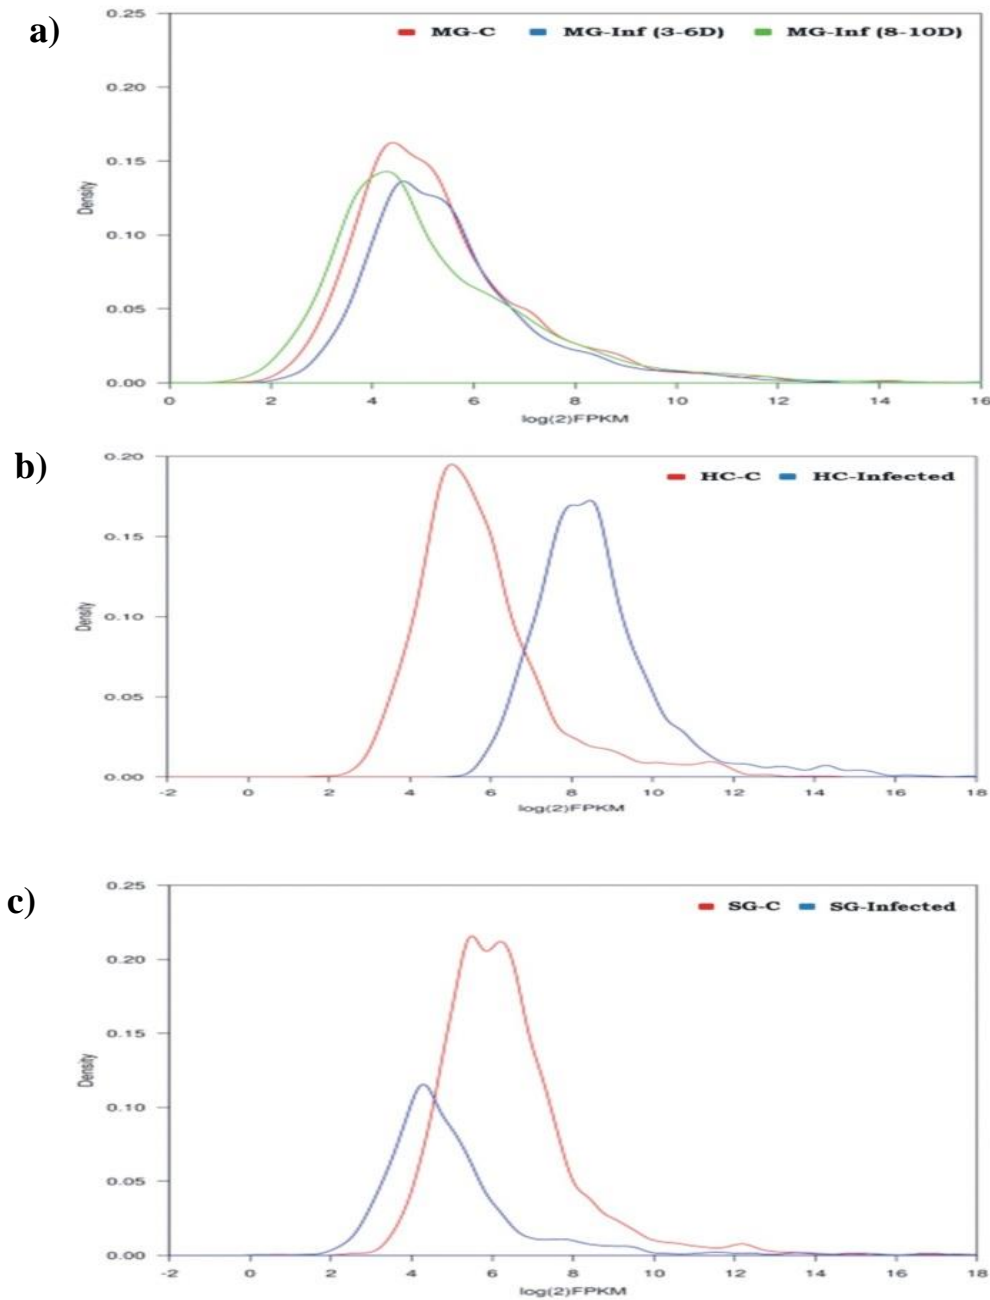 a)
MG-C MG-Inf (3-6D) MG-Inf (8-10D)
0.25
0.20
0.15
0.10
0.05
0.00
Density
0 2 4 6 8 10 12 14 16
log(2)FPKM
b)
HC-C HC-Infected
0.20
0.15
0.10
0.05
0.00
Density
-2 0 2 4 6 8 10 12 14 16 18
log(2)FPKM
c)
SG-C SG-Infected
0.25
0.20
0.15
0.10
0.05
0.00
Density
-2 0 2 4 6 8 10 12 14 16 18
log(2)FPKM